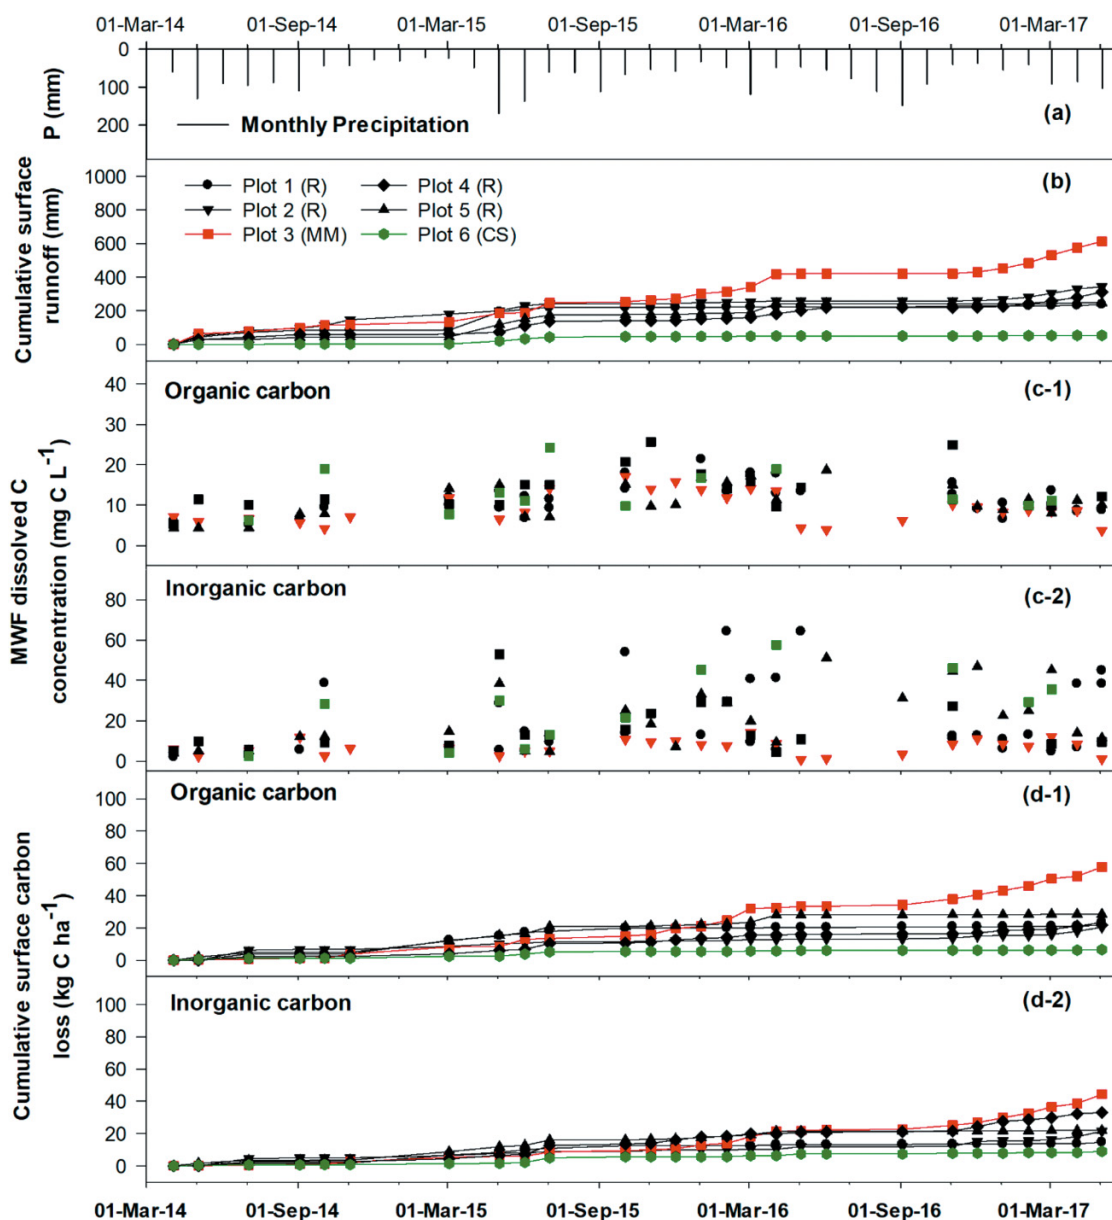 01-Mar-14 01-Sep-14 01-Mar-15 01-Sep-15 01-Mar-16 01-Sep-16 01-Mar-17
P (mm)
0
100
200
Monthly Precipitation
(a)
Cumulative surface
runnoff (mm)
1000
800
600
400
200
0
Plot 1 (R) Plot 4 (R)
Plot 2 (R) Plot 5 (R)
Plot 3 (MM) Plot 6 (CS)
(b)
MWF dissolved C
concentration (mg C L-1)
40
30
20
10
0
Organic carbon
(c-1)
80
60
40
20
0
Inorganic carbon
(c-2)
Cumulative surface carbon
loss (kg C ha-1)
100
80
60
40
20
0
Organic carbon
(d-1)
100
80
60
40
20
0
Inorganic carbon
(d-2)
01-Mar-14 01-Sep-14 01-Mar-15 01-Sep-15 01-Mar-16 01-Sep-16 01-Mar-17